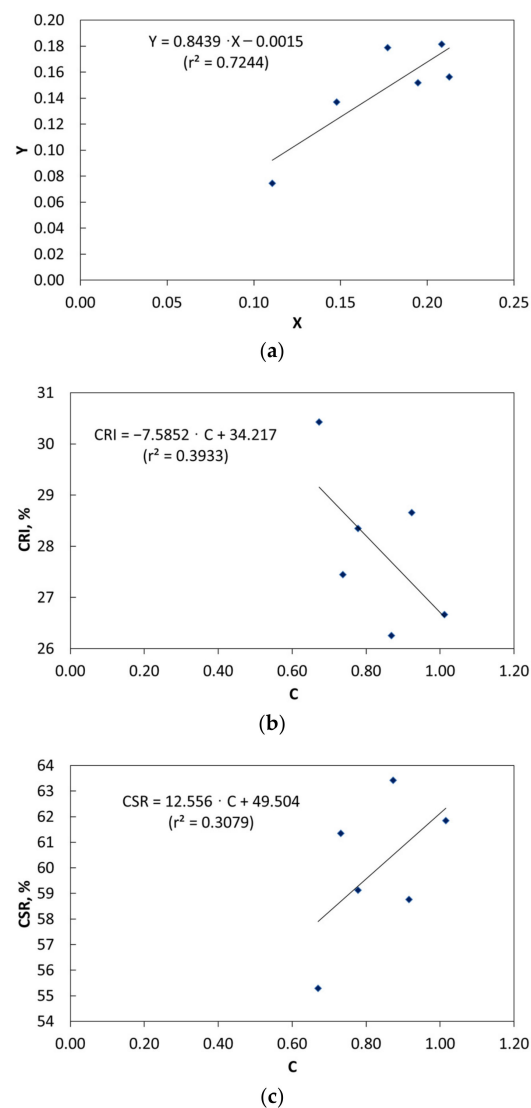 0.20
Y = 0.8439 ·X − 0.0015
0.18
(r² = 0.7244)
0.16
0.14
0.12
Y
0.10
0.08
0.06
0.04
0.02
0.00
0.00 0.05 0.10 0.15 0.20 0.25
X
(a)
31
CRI = −7.5852 · C + 34.217
(r² = 0.3933)
30
29
CRI, %
28
27
26
0.00 0.20 0.40 0.60 0.80 1.00 1.20
C
(b)
64
63
CSR = 12.556 · C + 49.504
62
(r² = 0.3079)
61
60
CSR, %
59
58
57
56
55
54
0.00 0.20 0.40 0.60 0.80 1.00 1.20
C
(c)